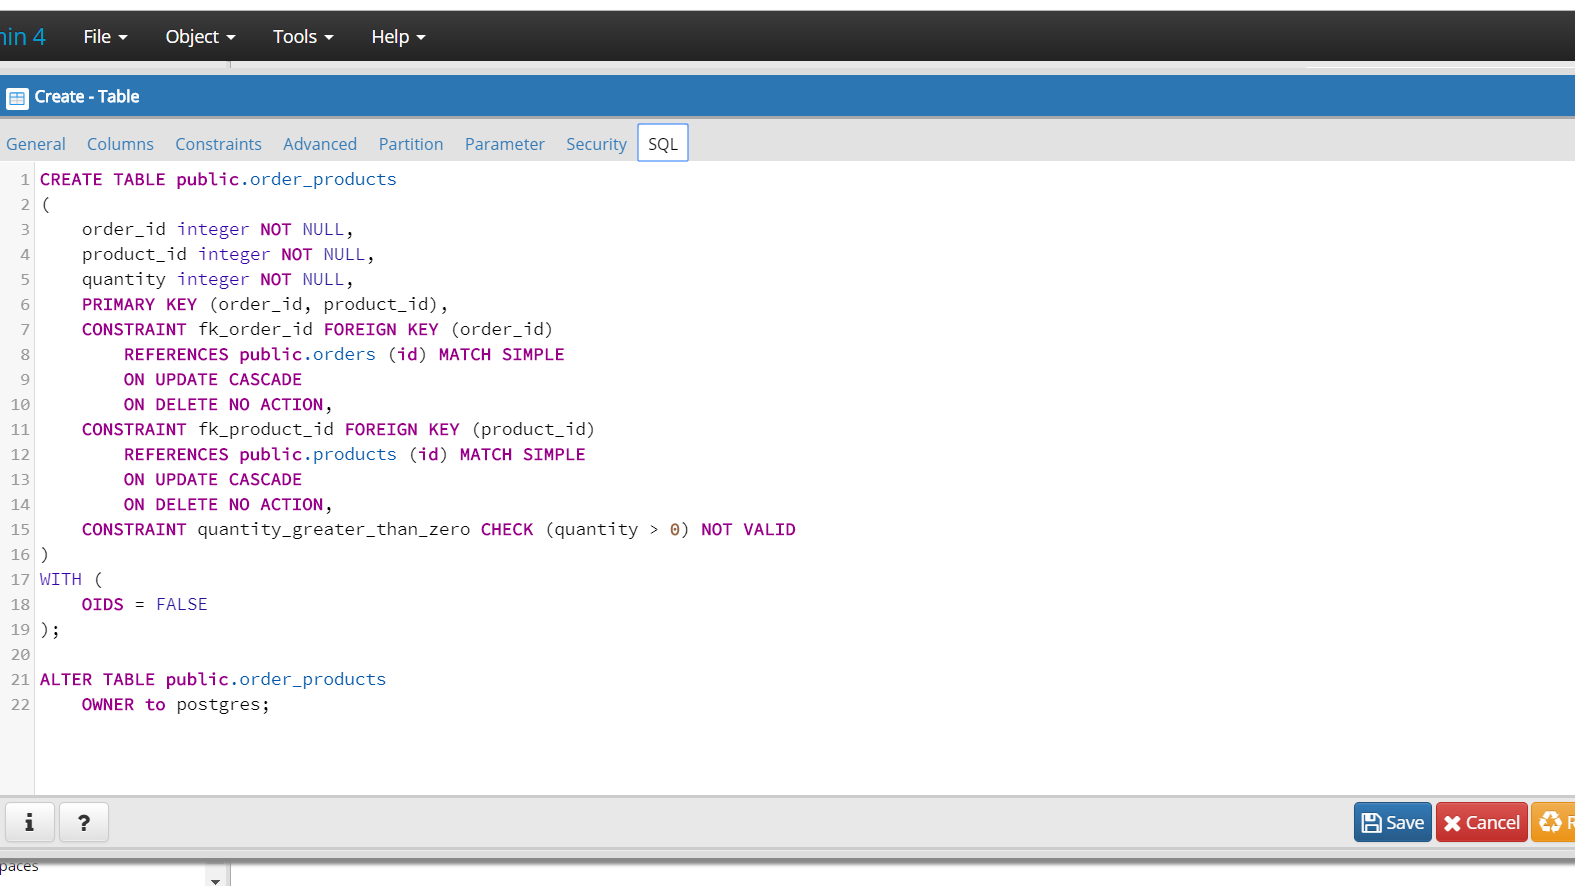 min 4 File Object Tools Help
Create - Table
General Columns Constraints Advanced Partition Parameter Security SQL
1 CREATE TABLE public.order_products
2 (
3     order_id integer NOT NULL,
4     product_id integer NOT NULL,
5     quantity integer NOT NULL,
6     PRIMARY KEY (order_id, product_id),
7     CONSTRAINT fk_order_id FOREIGN KEY (order_id)
8         REFERENCES public.orders (id) MATCH SIMPLE
9         ON UPDATE CASCADE
10         ON DELETE NO ACTION,
11     CONSTRAINT fk_product_id FOREIGN KEY (product_id)
12         REFERENCES public.products (id) MATCH SIMPLE
13         ON UPDATE CASCADE
14         ON DELETE NO ACTION,
15     CONSTRAINT quantity_greater_than_zero CHECK (quantity > 0) NOT VALID
16 )
17 WITH (
18     OIDS = FALSE
19 );
20
21 ALTER TABLE public.order_products
22     OWNER to postgres;
i ? Save Cancel R
paces